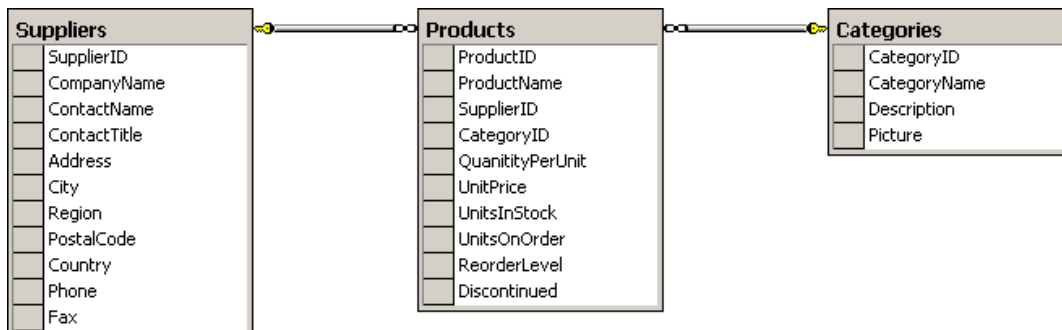 Suppliers
SupplierID
CompanyName
ContactName
ContactTitle
Address
City
Region
PostalCode
Country
Phone
Fax
Products
ProductID
ProductName
SupplierID
CategoryID
QuanitityPerUnit
UnitPrice
UnitsInStock
UnitsOnOrder
ReorderLevel
Discontinued
Categories
CategoryID
CategoryName
Description
Picture